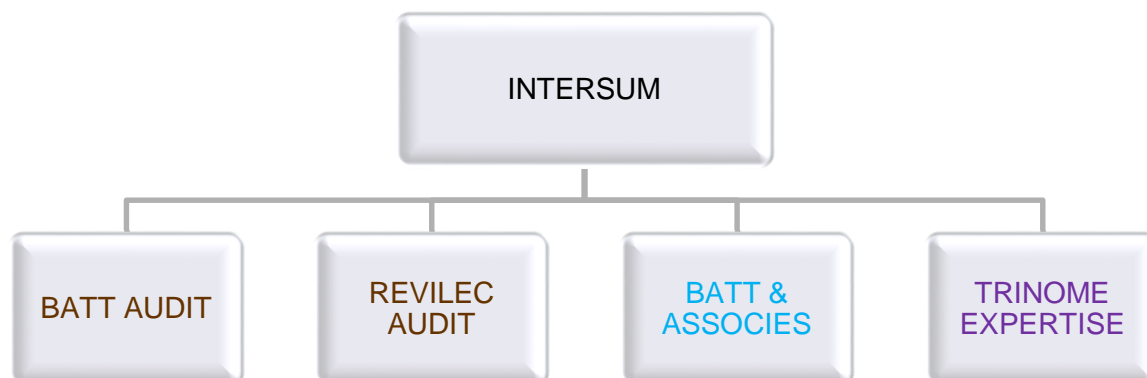 INTERSUM
BATT AUDIT
REVILEC
AUDIT
BATT &
ASSOCIES
TRINOME
EXPERTISE